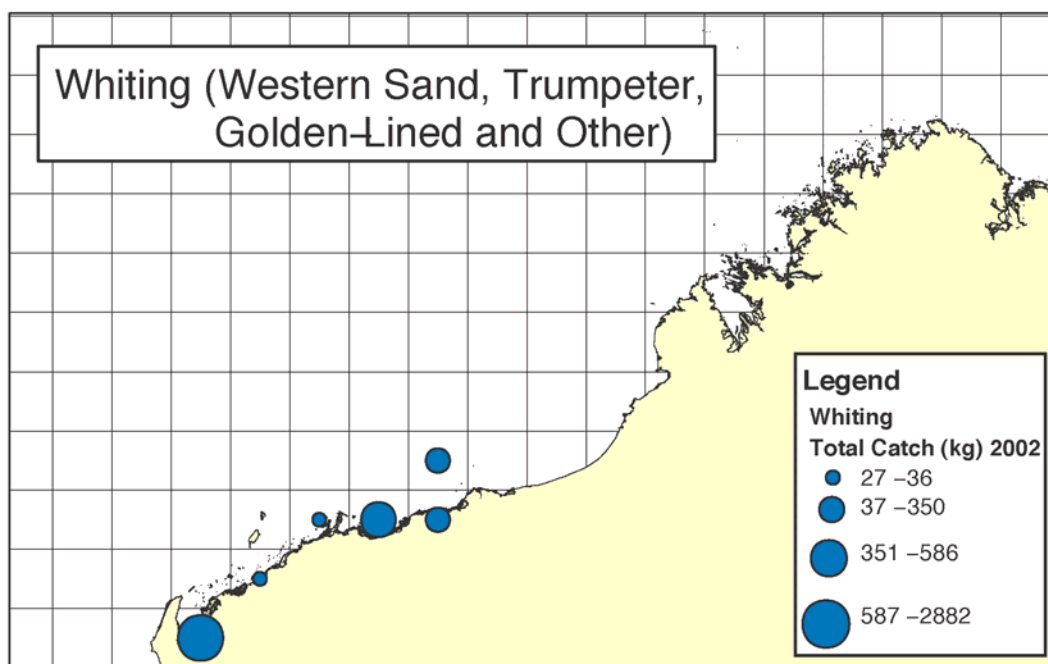 Whiting (Western Sand, Trumpeter,
Golden–Lined and Other)
Legend
Whiting
Total Catch (kg) 2002
27 –36
37 –350
351 –586
587 –2882